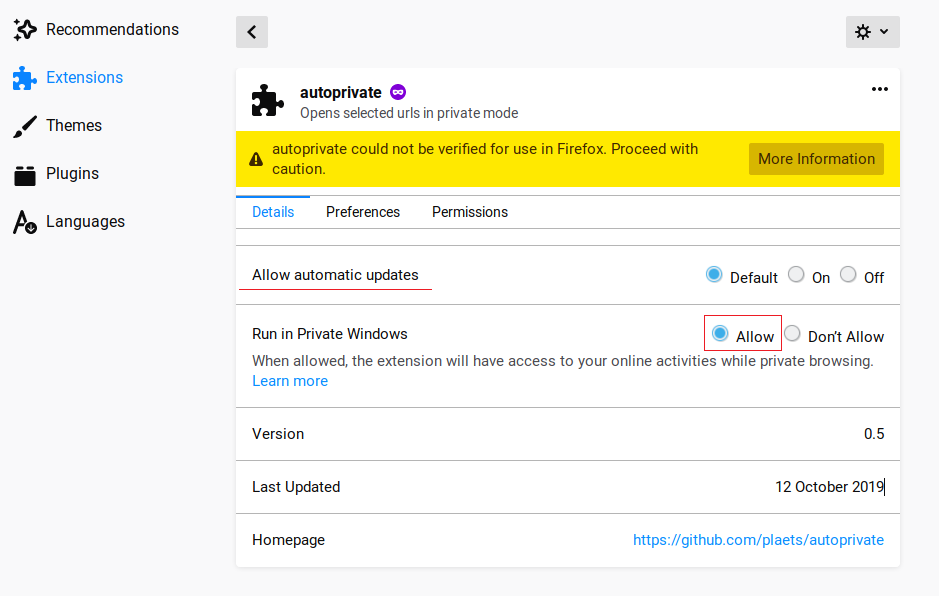 Recommendations
Extensions
Themes
Plugins
Languages
autoprivate
Opens selected urls in private mode
autoprivate could not be verified for use in Firefox. Proceed with
caution.
More Information
Details Preferences Permissions
Allow automatic updates Default On Off
Run in Private Windows Allow Don’t Allow
When allowed, the extension will have access to your online activities while private browsing.
Learn more
Version 0.5
Last Updated 12 October 2019
Homepage https://github.com/plaets/autoprivate